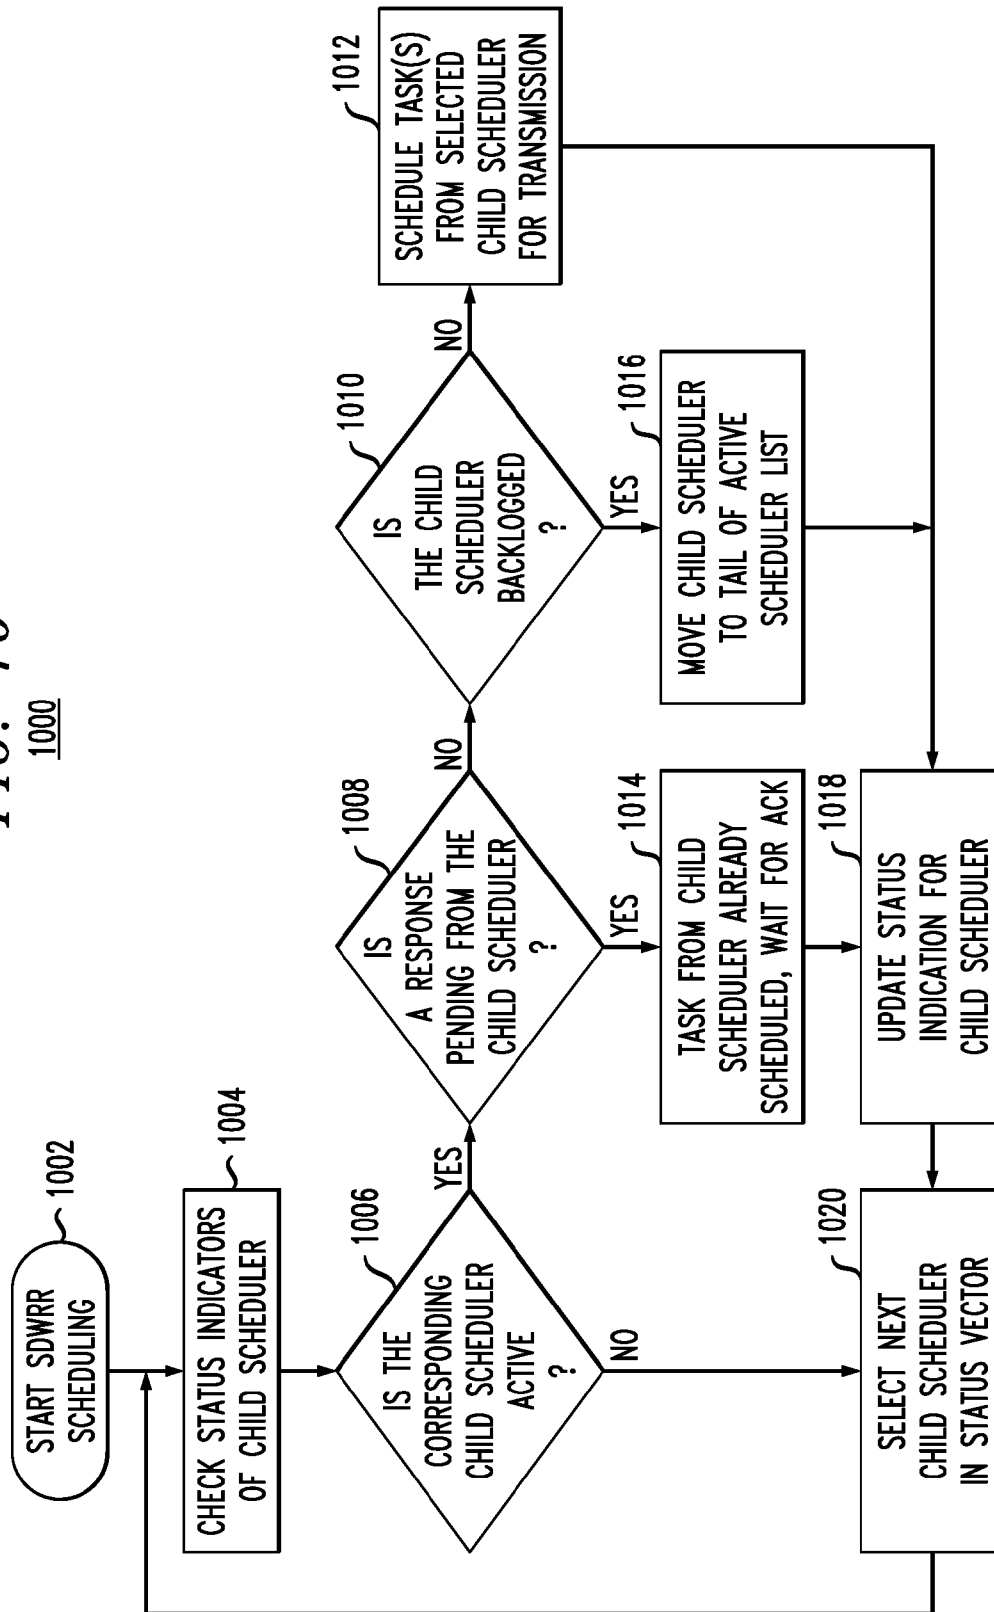 1000
START SDWRR
SCHEDULING
1002
CHECK STATUS INDICATORS
OF CHILD SCHEDULER
1004
IS THE
CORRESPONDING
CHILD SCHEDULER
ACTIVE
?
1006
YES
NO
IS
A RESPONSE
PENDING FROM THE
CHILD SCHEDULER
?
1008
NO
YES
IS
THE CHILD
SCHEDULER
BACKLOGGED
?
1010
NO
YES
SCHEDULE TASK(S)
FROM SELECTED
CHILD SCHEDULER
FOR TRANSMISSION
1012
TASK FROM CHILD
SCHEDULER ALREADY
SCHEDULED, WAIT FOR ACK
1014
MOVE CHILD SCHEDULER
TO TAIL OF ACTIVE
SCHEDULER LIST
1016
UPDATE STATUS
INDICATION FOR
CHILD SCHEDULER
1018
SELECT NEXT
CHILD SCHEDULER
IN STATUS VECTOR
1020